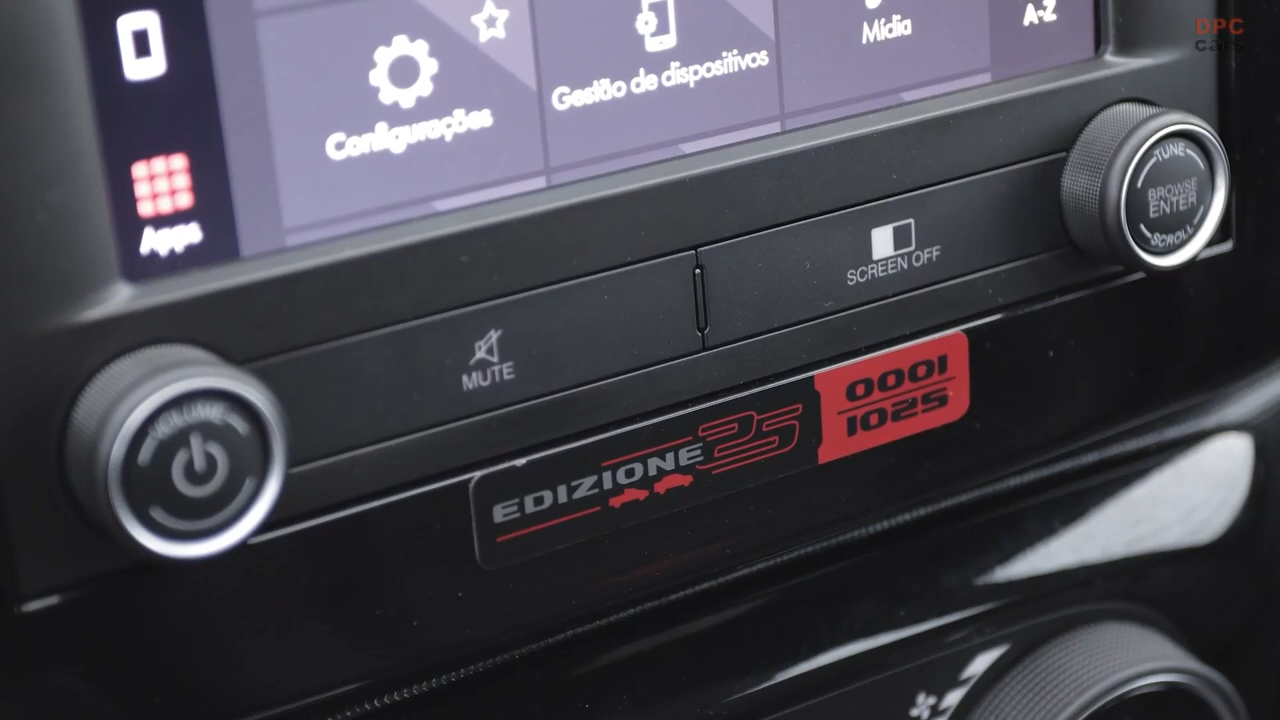 DPC
cars
Mídia
A-Z
Gestão de dispositivos
Configurações
Apps
TUNE
BROWSE
ENTER
SCROLL
SCREEN OFF
MUTE
VOLUME
EDIZIONE 25
0001
1025